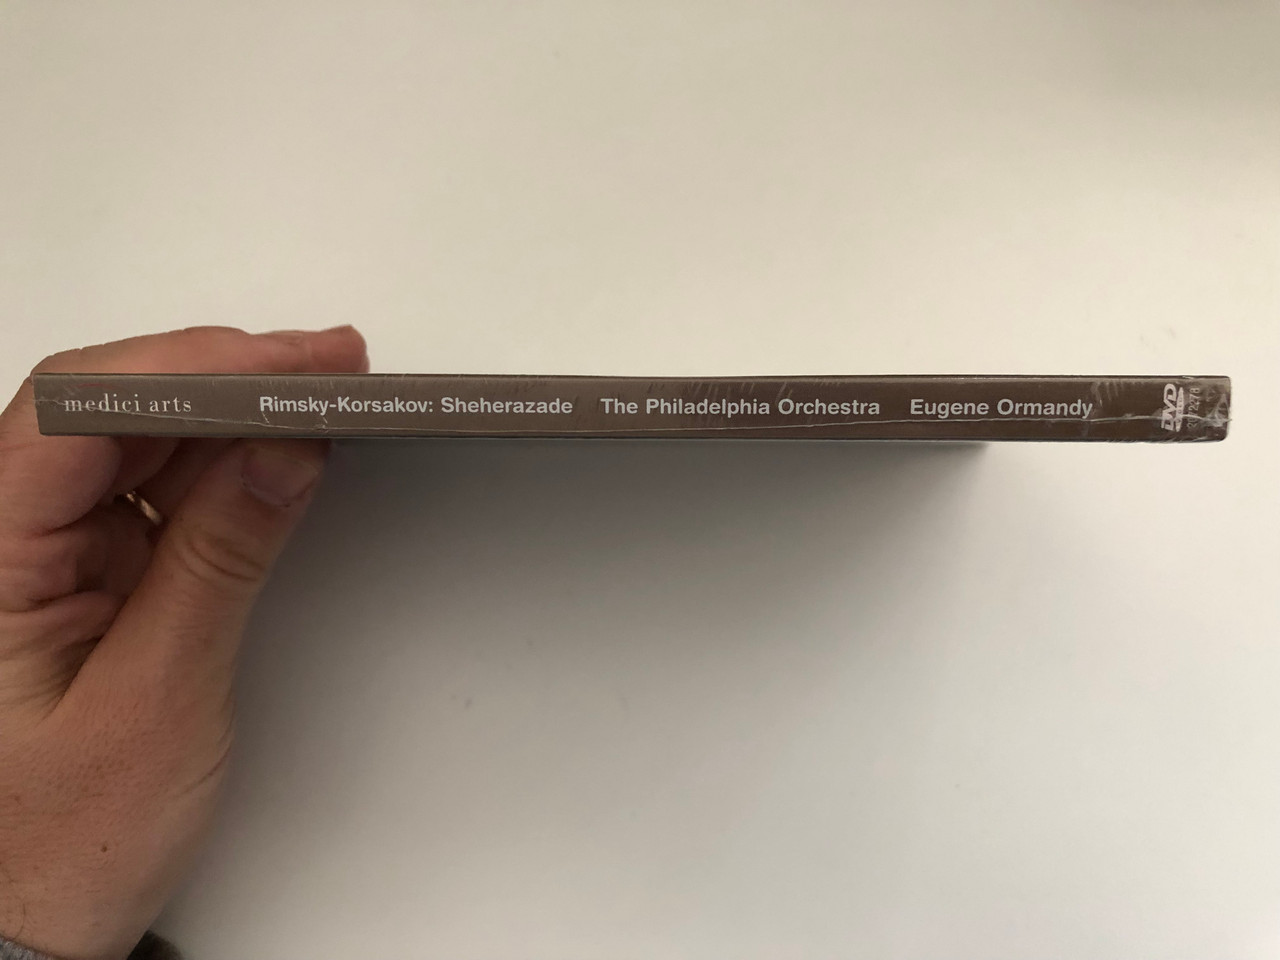 medici arts Rimsky-Korsakov: Sheherazade The Philadelphia Orchestra Eugene Ormandy DVD